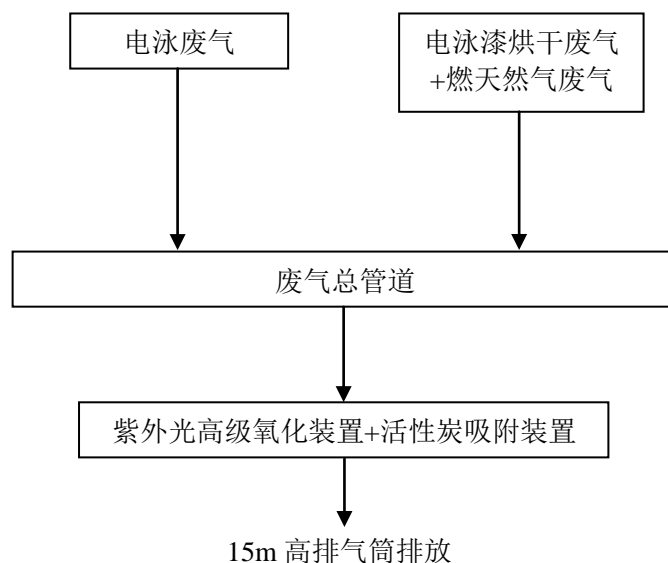 电泳废气
电泳漆烘干废气
+燃天然气废气
废气总管道
紫外光高级氧化装置+活性炭吸附装置
15m 高排气筒排放